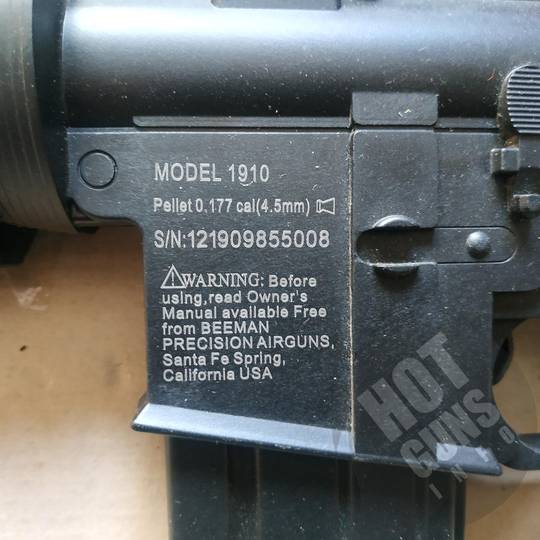 MODEL 1910
Pellet 0.177 cal(4.5mm)
S/N:121909855008
WARNING: Before
using,read Owner's
Manual available Free
from BEEMAN
PRECISION AIRGUNS,
Santa Fe Spring,
California USA
HOT
GUNS
INFO